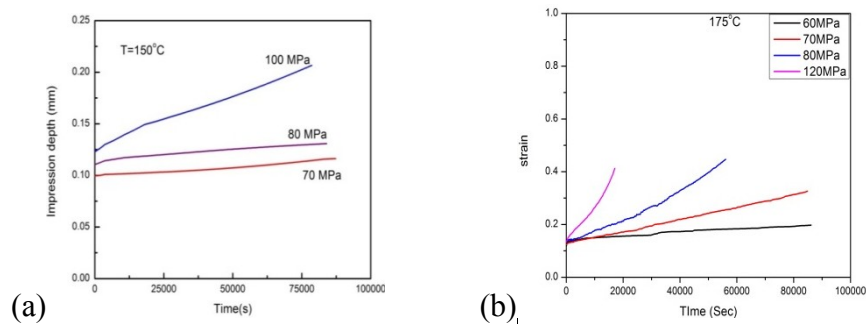 0.25
T=150°C
100 MPa
0.20
0.15
80 MPa
0.10
70 MPa
0.05
0.00
0 25000 50000 75000 100000
Impression depth (mm)
Time(s)
(a)
1.0
175°C
60MPa
70MPa
80MPa
120MPa
0.8
0.6
0.4
0.2
0.0
0 20000 40000 60000 80000 100000
strain
TIme (Sec)
(b)